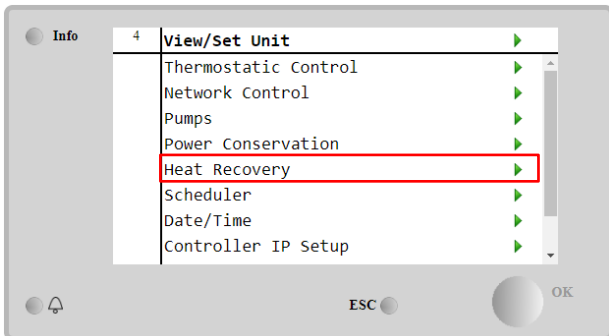 Info
4 View/Set Unit
Thermostatic Control
Network Control
Pumps
Power Conservation
Heat Recovery
Scheduler
Date/Time
Controller IP Setup
ESC
OK